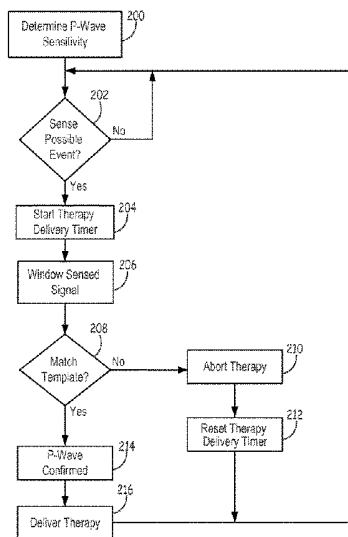 Determine P-Wave
Sensitivity
200
202
Sense
Possible
Event?
No
Yes
Start Therapy
Delivery Timer
204
Window Sensed
Signal
206
208
Match
Template?
No
Yes
210
Abort Therapy
Reset Therapy
Delivery Timer
212
P-Wave
Confirmed
214
216
Deliver Therapy